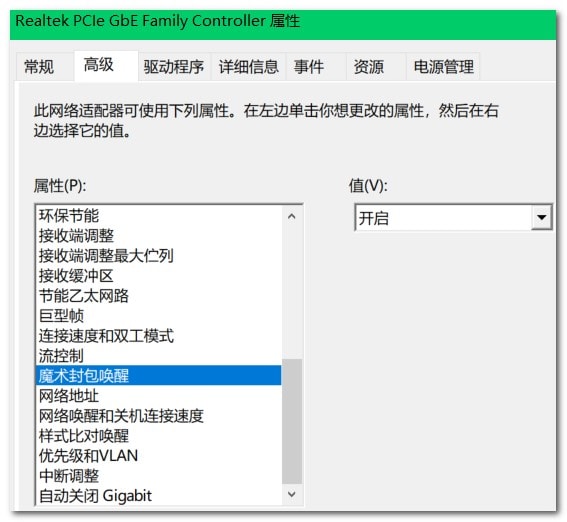 Realtek PCIe GbE Family Controller 属性
常规 高级 驱动程序 详细信息 事件 资源 电源管理
此网络适配器可使用下列属性。在左边单击你想更改的属性，然后在右
边选择它的值。
属性(P): 值(V):
环保节能 开启
接收端调整
接收端调整最大伫列
接收缓冲区
节能乙太网路
巨型帧
连接速度和双工模式
流控制
魔术封包唤醒
网络地址
网络唤醒和关机连接速度
样式比对唤醒
优先级和VLAN
中断调整
自动关闭 Gigabit